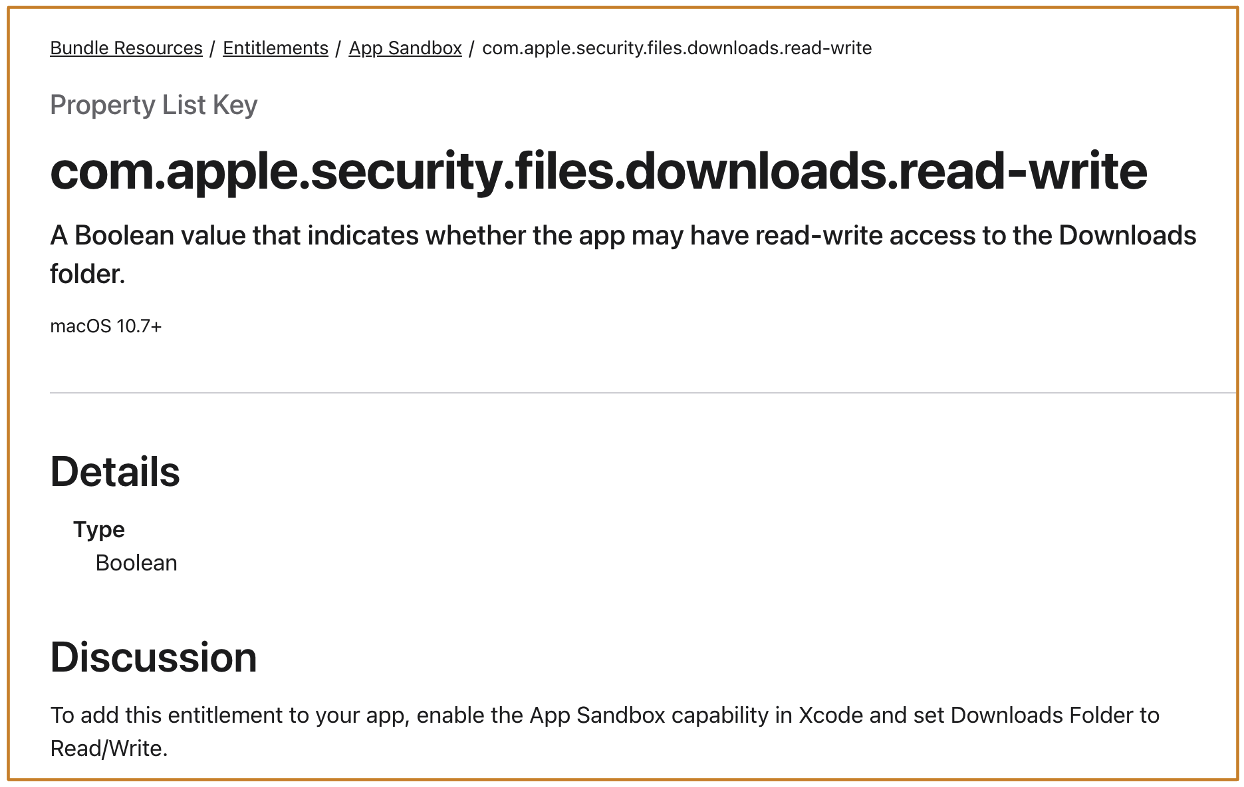 Bundle Resources / Entitlements / App Sandbox / com.apple.security.files.downloads.read-write
Property List Key
com.apple.security.files.downloads.read-write
A Boolean value that indicates whether the app may have read-write access to the Downloads
folder.
macOS 10.7+
Details
Type
Boolean
Discussion
To add this entitlement to your app, enable the App Sandbox capability in Xcode and set Downloads Folder to
Read/Write.